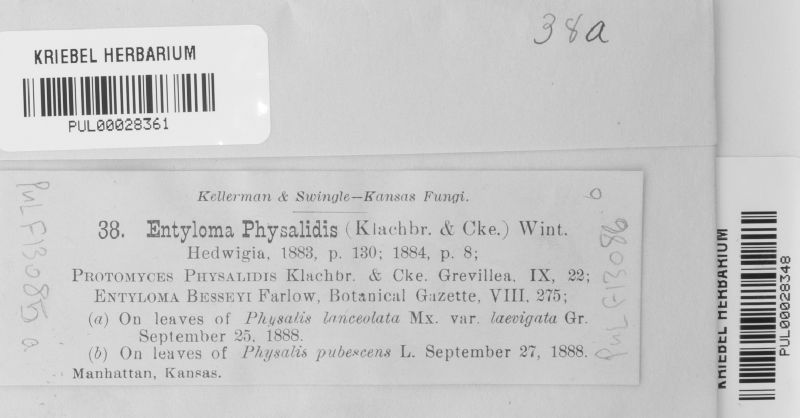 38a
KRIEBEL HERBARIUM
PUL00028361
Kellerman & Swingle—Kansas Fungi.
38. Entyloma Physalidis (Klachbr. & Cke.) Wint.
Hedwigia, 1883, p. 130; 1884, p. 8;
PROTOMYCES PHYSALIDIS Klachbr. & Cke. Grevillea, IX, 22;
ENTYLOMA BESSEYI Farlow, Botanical Gazette, VIII, 275;
(a) On leaves of Physalis lanceolata Mx. var. laevigata Gr.
September 25, 1888.
(b) On leaves of Physalis pubescens L. September 27, 1888.
Manhattan, Kansas.
PUL F13085 a
PUL F13086 b
KRIEBEL HERBARIUM
PUL00028348